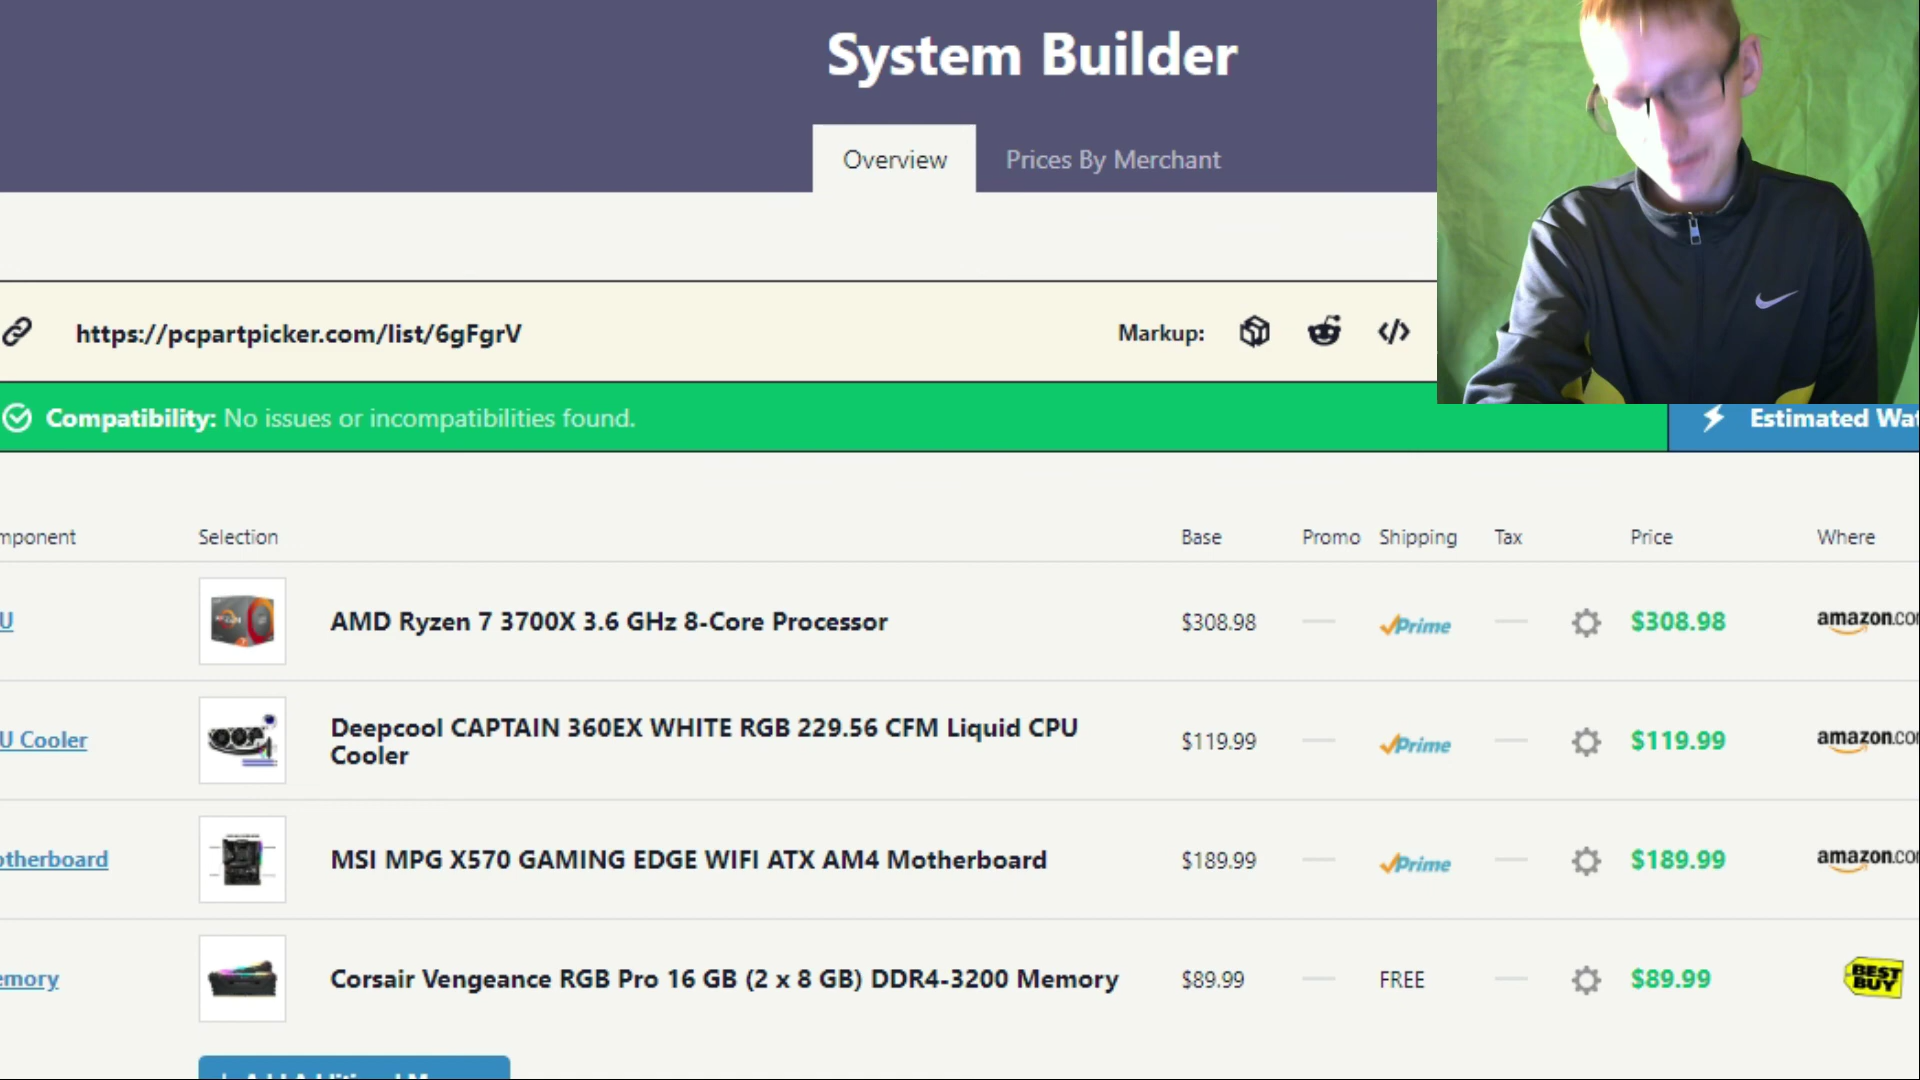 System Builder
Overview Prices By Merchant
https://pcpartpicker.com/list/6gFgrV Markup:
Compatibility: No issues or incompatibilities found. Estimated Wat
mponent Selection Base Promo Shipping Tax Price Where
U AMD Ryzen 7 3700X 3.6 GHz 8-Core Processor $308.98 Prime $308.98 amazon.co
U Cooler Deepcool CAPTAIN 360EX WHITE RGB 229.56 CFM Liquid CPU
Cooler $119.99 Prime $119.99 amazon.co
otherboard MSI MPG X570 GAMING EDGE WIFI ATX AM4 Motherboard $189.99 Prime $189.99 amazon.co
emory Corsair Vengeance RGB Pro 16 GB (2 x 8 GB) DDR4-3200 Memory $89.99 FREE $89.99 BEST BUY